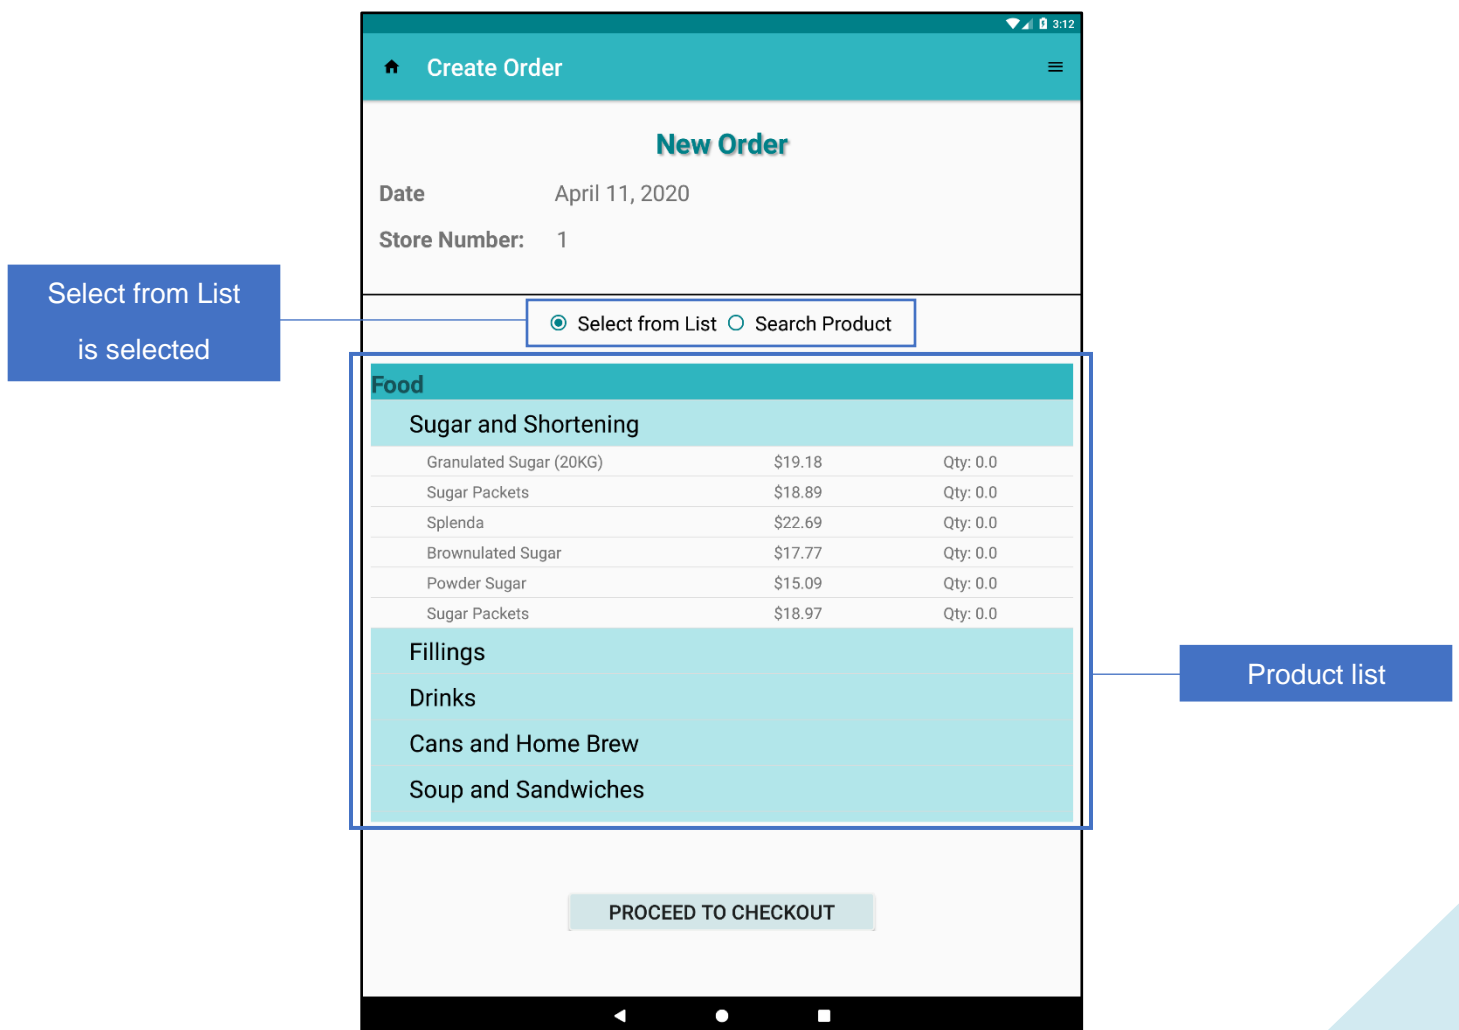 3:12
Create Order
New Order
Date April 11, 2020
Store Number: 1
Select from List
is selected
Select from List Search Product
Food
Sugar and Shortening
Granulated Sugar (20KG) $19.18 Qty: 0.0
Sugar Packets $18.89 Qty: 0.0
Splenda $22.69 Qty: 0.0
Brownulated Sugar $17.77 Qty: 0.0
Powder Sugar $15.09 Qty: 0.0
Sugar Packets $18.97 Qty: 0.0
Fillings
Product list
Drinks
Cans and Home Brew
Soup and Sandwiches
PROCEED TO CHECKOUT